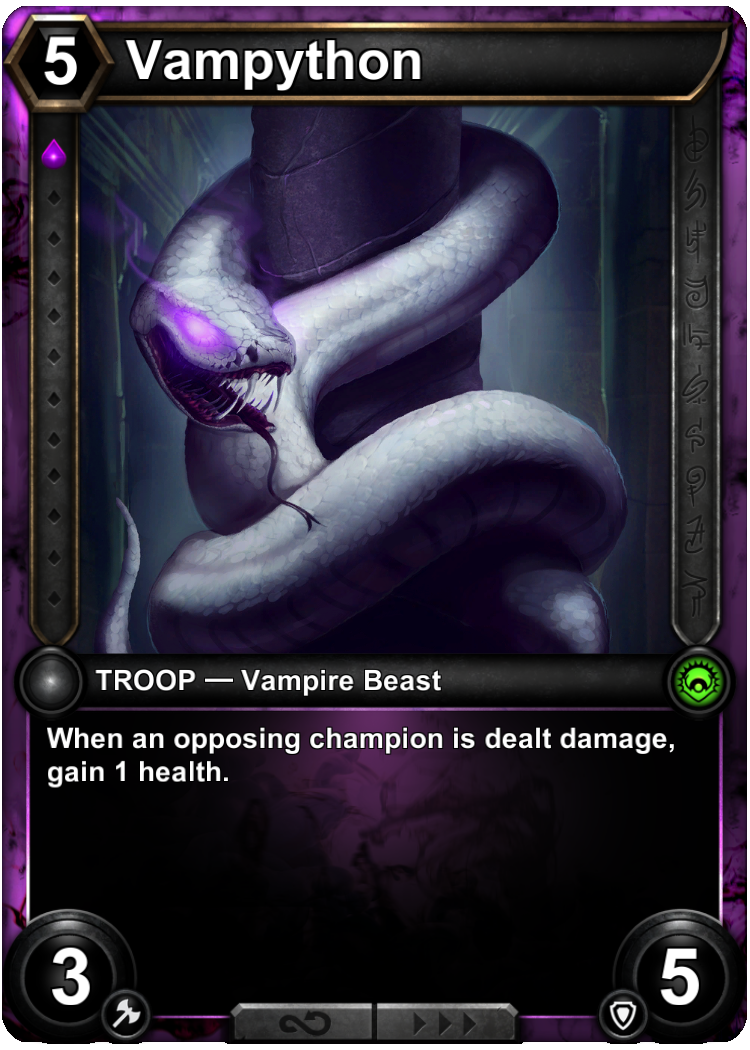 5
Vampython
TROOP — Vampire Beast
When an opposing champion is dealt damage,
gain 1 health.
3
5